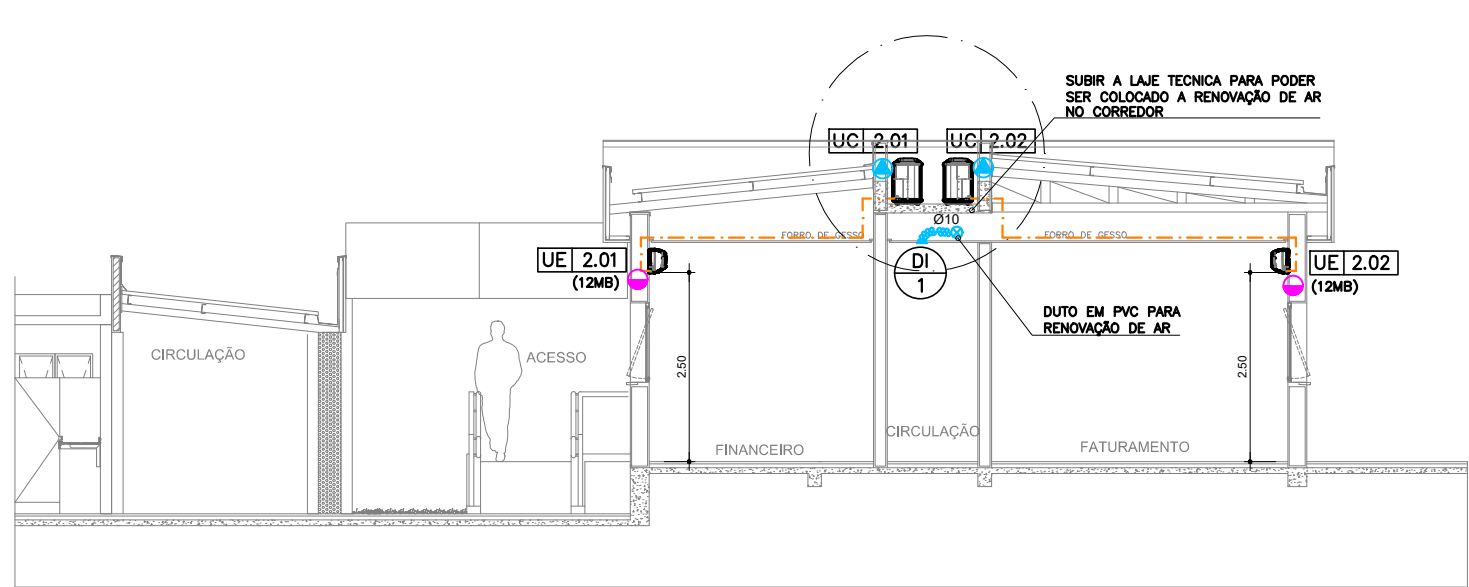 SUBIR A LAJE TECNICA PARA PODER
SER COLOCADO A RENOVAÇÃO DE AR
NO CORREDOR
UC 2.01
UC 2.02
Ø10
FORRO DE GESSO
FORRO DE GESSO
UE 2.01
(12MB)
DI
1
UE 2.02
(12MB)
DUTO EM PVC PARA
RENOVAÇÃO DE AR
CIRCULAÇÃO
ACESSO
2.50
2.50
FINANCEIRO
CIRCULAÇÃO
FATURAMENTO